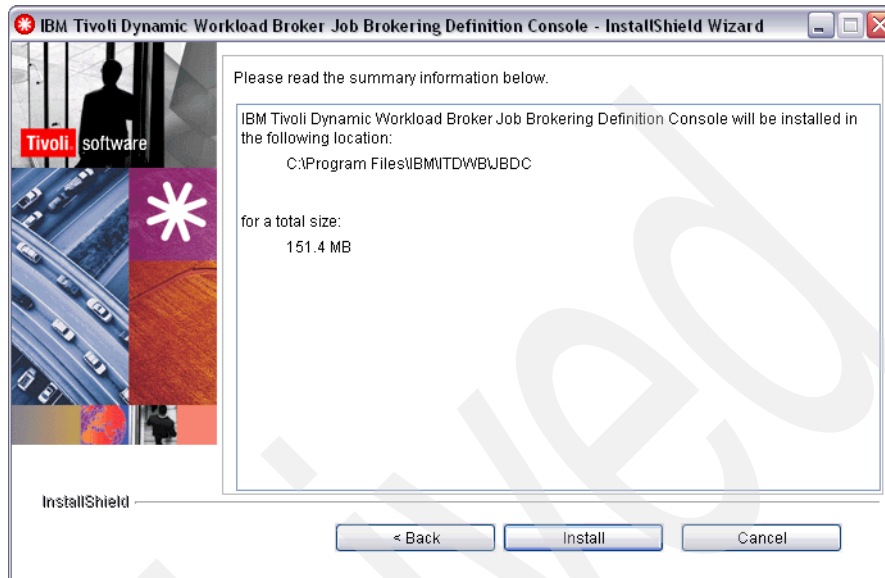 IBM Tivoli Dynamic Workload Broker Job Brokering Definition Console - InstallShield Wizard
Please read the summary information below.
Tivoli. software
IBM Tivoli Dynamic Workload Broker Job Brokering Definition Console will be installed in
the following location:
C:\Program Files\IBM\ITDWB\JBDC
for a total size:
151.4 MB
InstallShield
< Back
Install
Cancel